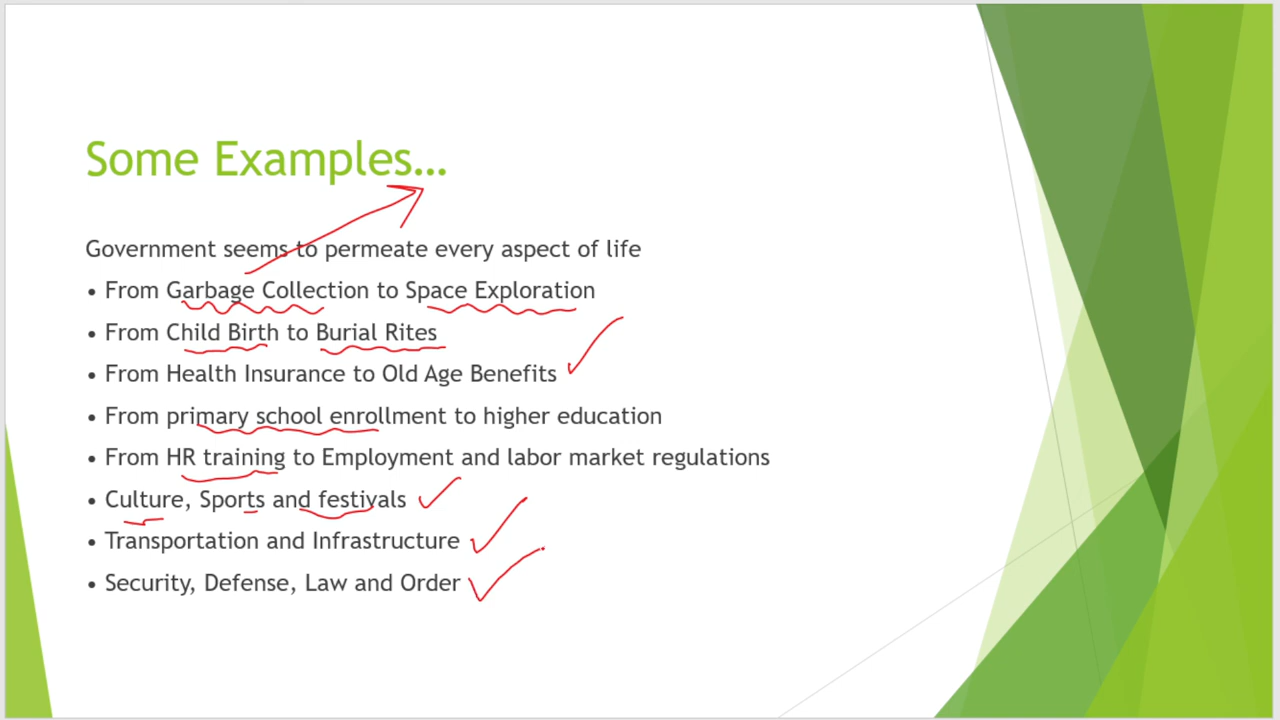 Some Examples...
Government seems to permeate every aspect of life
• From Garbage Collection to Space Exploration
• From Child Birth to Burial Rites
• From Health Insurance to Old Age Benefits
• From primary school enrollment to higher education
• From HR training to Employment and labor market regulations
• Culture, Sports and festivals
• Transportation and Infrastructure
• Security, Defense, Law and Order